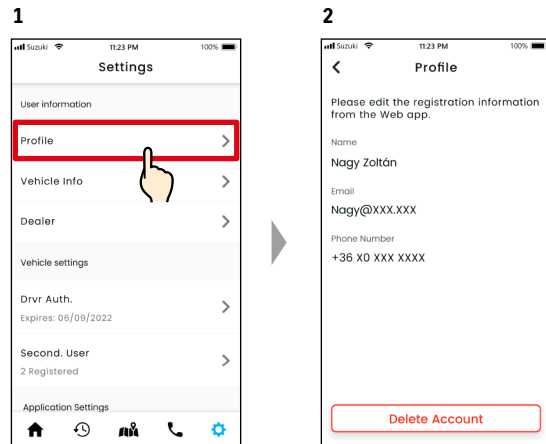 1
Suzuki 11:23 PM 100%
Settings
User information
Profile
Vehicle Info
Dealer
Vehicle settings
Drvr Auth.
Expires: 06/09/2022
Second. User
2 Registered
Application Settings
2
Suzuki 11:23 PM 100%
Profile
Please edit the registration information
from the Web app.
Name
Nagy Zoltán
Email
Nagy@XXX.XXX
Phone Number
+36 X0 XXX XXXX
Delete Account